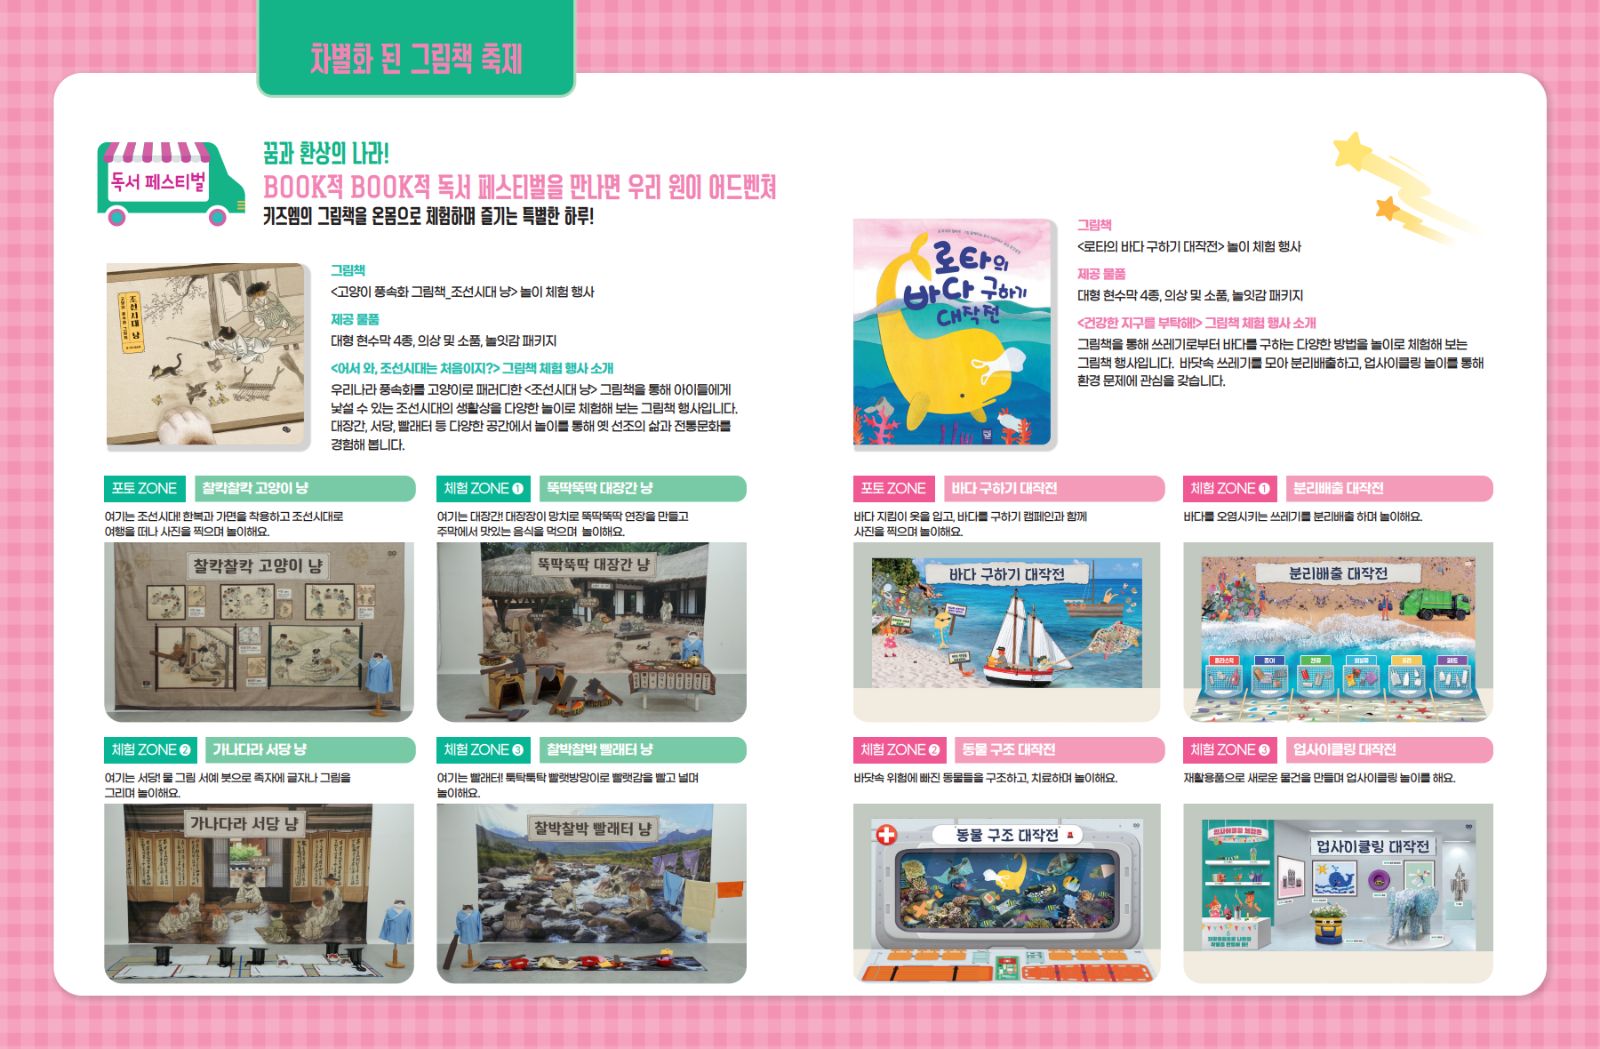 차별화 된 그림책 축제
독서 페스티벌
꿈과 환상의 나라!
BOOK적 BOOK적 독서 페스티벌을 만나면 우리 원이 어드벤쳐
키즈엠의 그림책을 온몸으로 체험하며 즐기는 특별한 하루!
조선시대 냥
그림책
<고양이 풍속화 그림책_조선시대 냥> 놀이 체험 행사
제공 물품
대형 현수막 4종, 의상 및 소품, 놀잇감 패키지
<어서 와, 조선시대는 처음이지?> 그림책 체험 행사 소개
우리나라 풍속화를 고양이로 패러디한 <조선시대 냥> 그림책을 통해 아이들에게
낯설 수 있는 조선시대의 생활상을 다양한 놀이로 체험해 보는 그림책 행사입니다.
대장간, 서당, 빨래터 등 다양한 공간에서 놀이를 통해 옛 선조의 삶과 전통문화를
경험해 봅니다.
포토 ZONE 찰칵찰칵 고양이 냥
여기는 조선시대! 한복과 가면을 착용하고 조선시대로
여행을 떠나 사진을 찍으며 놀이해요.
찰칵찰칵 고양이 냥
체험 ZONE ❶ 뚝딱뚝딱 대장간 냥
여기는 대장간! 대장장이 망치로 뚝딱뚝딱 연장을 만들고
주막에서 맛있는 음식을 먹으며 놀이해요.
뚝딱뚝딱 대장간 냥
체험 ZONE ❷ 가나다라 서당 냥
여기는 서당! 물 그림 서예 붓으로 족자에 글자나 그림을
그리며 놀이해요.
가나다라 서당 냥
체험 ZONE ❸ 찰박찰박 빨래터 냥
여기는 빨래터! 툭탁툭탁 빨랫방망이로 빨랫감을 빨고 널며
놀이해요.
찰박찰박 빨래터 냥
로타의
바다 구하기
대작전
그림책
<로타의 바다 구하기 대작전> 놀이 체험 행사
제공 물품
대형 현수막 4종, 의상 및 소품, 놀잇감 패키지
<건강한 지구를 부탁해!> 그림책 체험 행사 소개
그림책을 통해 쓰레기로부터 바다를 구하는 다양한 방법을 놀이로 체험해 보는
그림책 행사입니다. 바닷속 쓰레기를 모아 분리배출하고, 업사이클링 놀이를 통해
환경 문제에 관심을 갖습니다.
포토 ZONE 바다 구하기 대작전
바다 지킴이 옷을 입고, 바다를 구하기 캠페인과 함께
사진을 찍으며 놀이해요.
바다 구하기 대작전
체험 ZONE ❶ 분리배출 대작전
바다를 오염시키는 쓰레기를 분리배출 하며 놀이해요.
분리배출 대작전
플라스틱 종이 캔류 비닐류 유리
체험 ZONE ❷ 동물 구조 대작전
바닷속 위험에 빠진 동물들을 구조하고, 치료하며 놀이해요.
동물 구조 대작전
체험 ZONE ❸ 업사이클링 대작전
재활용품으로 새로운 물건을 만들며 업사이클링 놀이를 해요.
업사이클링 대작전